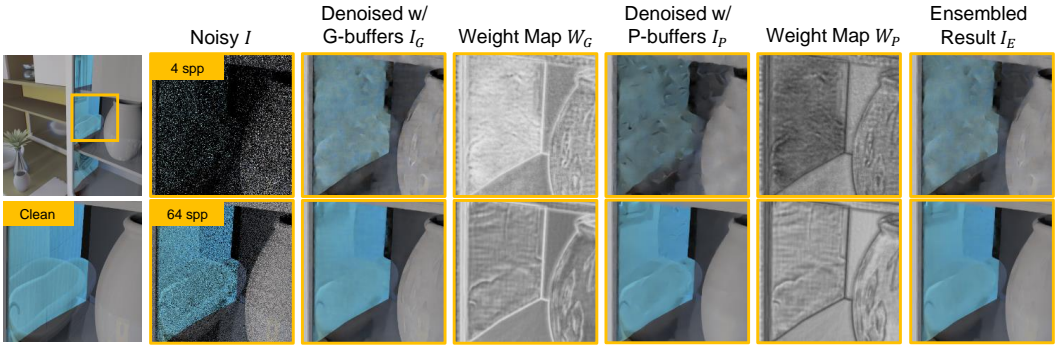 Noisy I
Denoised w/
G-buffers I_G
Weight Map W_G
Denoised w/
P-buffers I_P
Weight Map W_P
Ensembled
Result I_E
4 spp
Clean
64 spp